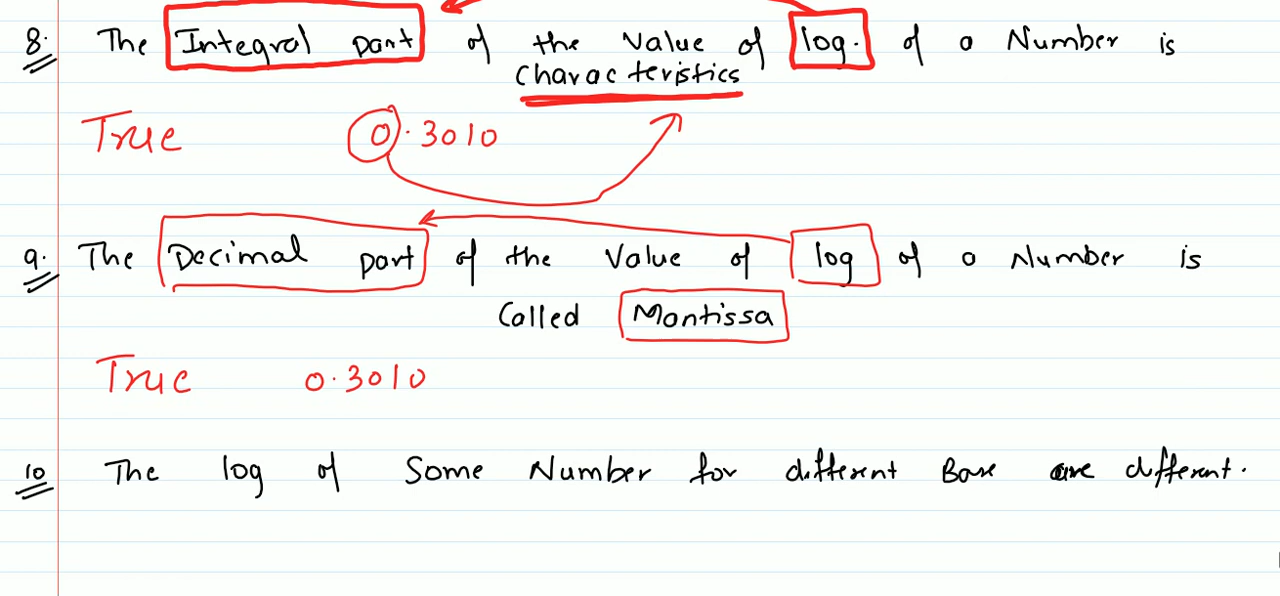 8. The Integral part of the Value of log. of a Number is
characteristics
True 0.3010
9. The Decimal part of the Value of log of a Number is
Called Mantissa
True 0.3010
10 The log of Some Number for different Base are different.